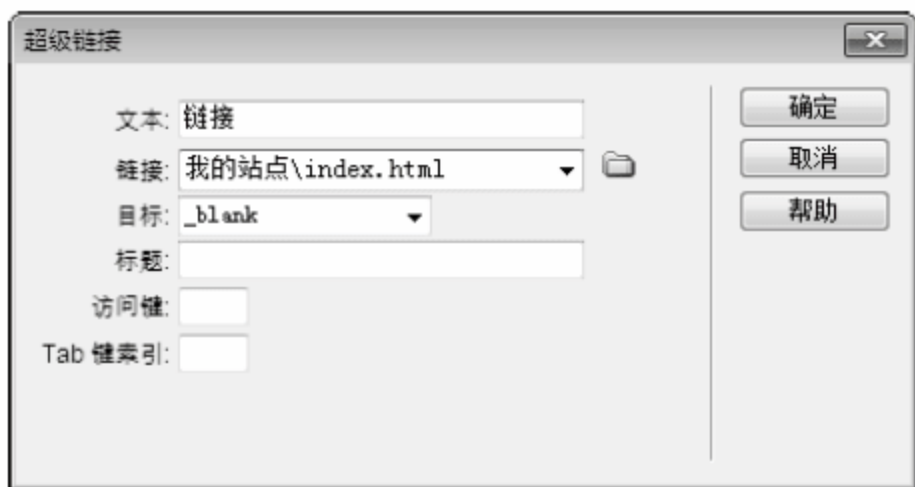 超级链接
文本: 链接
链接: 我的站点\index.html
目标: _blank
标题:
访问键:
Tab 键索引:
确定
取消
帮助